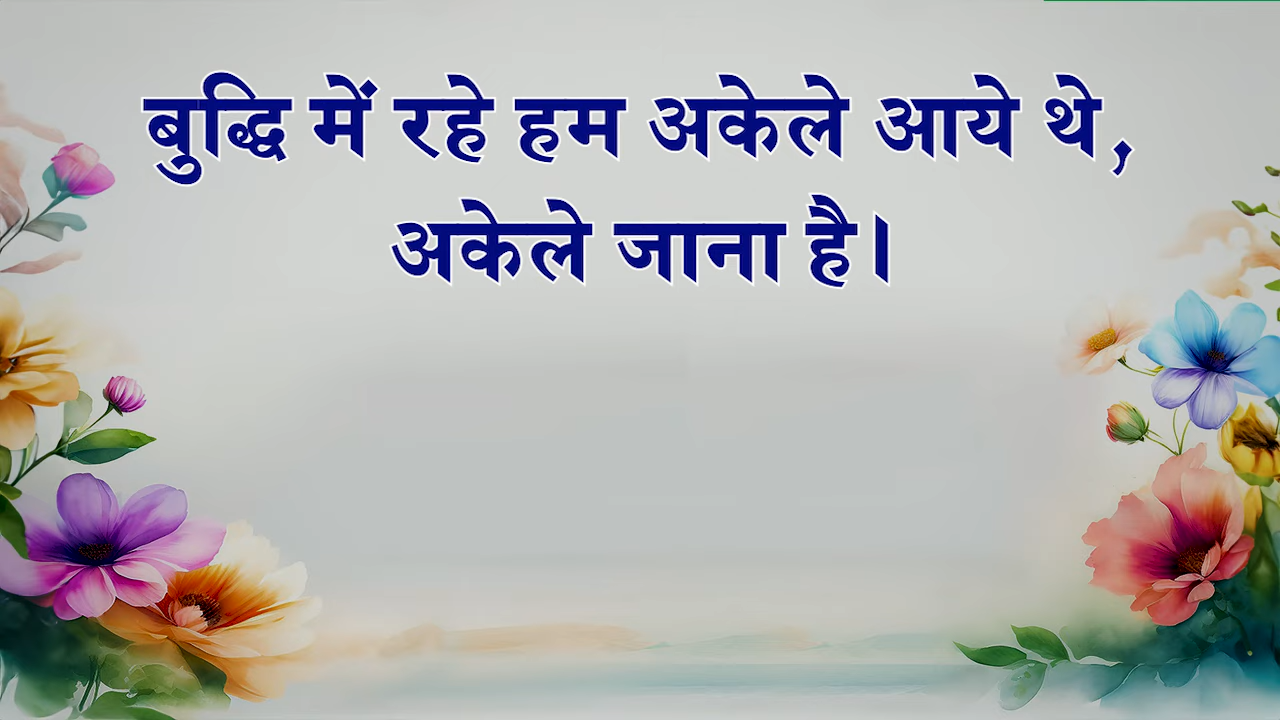 बुद्धि में रहे हम अकेले आये थे,
अकेले जाना है।